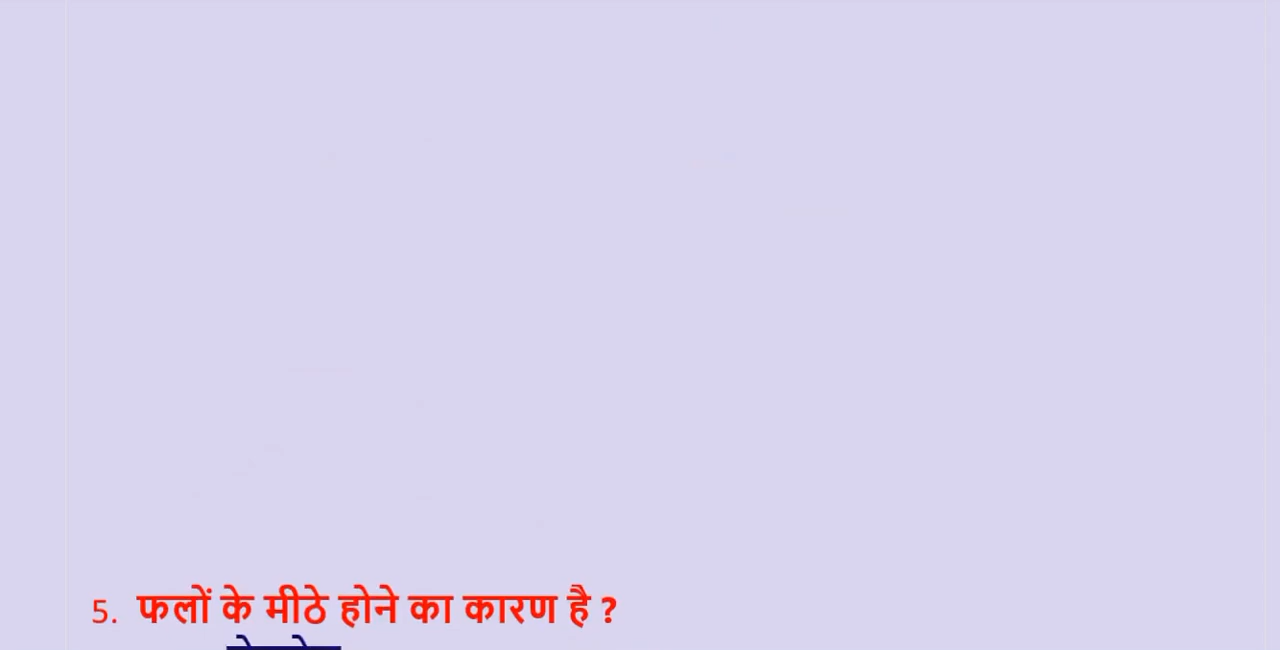 5. फलों के मीठे होने का कारण है ?